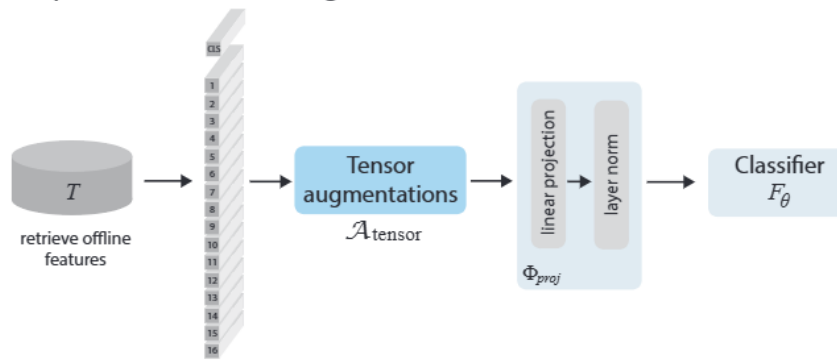 T
retrieve offline
features
CLS
1
2
3
4
5
6
7
8
9
10
11
12
13
14
15
16
Tensor
augmentations
𝒜tensor
linear projection
layer norm
Φproj
Classifier
Fθ